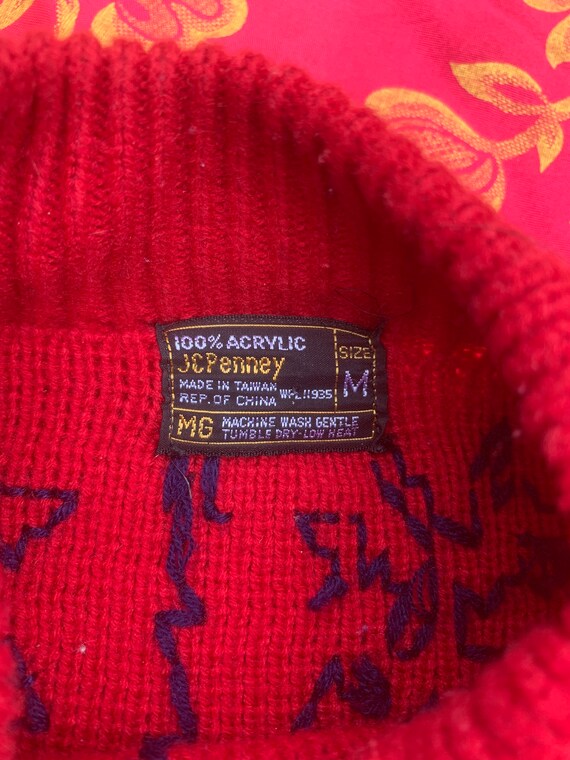 100% ACRYLIC
JCPenney
MADE IN TAIWAN
REP. OF CHINA WPL 11935
SIZE
M
MG MACHINE WASH GENTLE
TUMBLE DRY-LOW HEAT